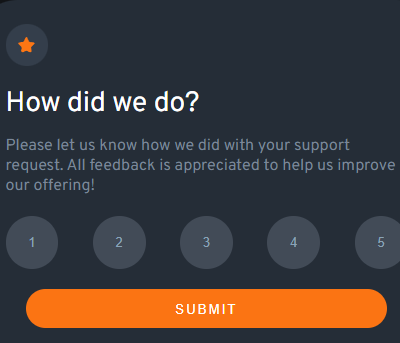 How did we do?
Please let us know how we did with your support
request. All feedback is appreciated to help us improve
our offering!
1 2 3 4 5
SUBMIT